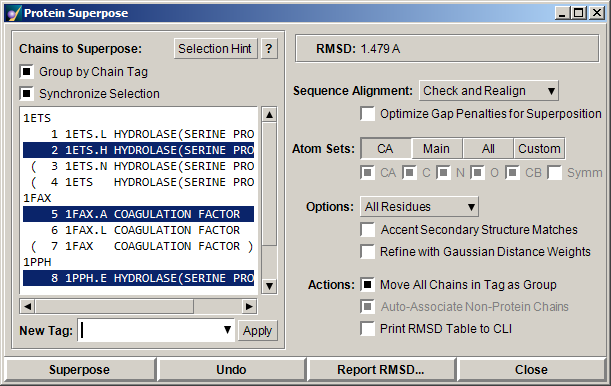 Protein Superpose
Chains to Superpose:
Selection Hint
?
Group by Chain Tag
Synchronize Selection
1ETS
1 1ETS.L HYDROLASE(SERINE PRO
2 1ETS.H HYDROLASE(SERINE PRO
( 3 1ETS.N HYDROLASE(SERINE PRO
( 4 1ETS HYDROLASE(SERINE PRO
1FAX
5 1FAX.A COAGULATION FACTOR
6 1FAX.L COAGULATION FACTOR
( 7 1FAX COAGULATION FACTOR )
1PPH
8 1PPH.E HYDROLASE(SERINE PRO
New Tag:
Apply
RMSD: 1.479 A
Sequence Alignment: Check and Realign
Optimize Gap Penalties for Superposition
Atom Sets: CA Main All Custom
CA C N O CB Symm
Options: All Residues
Accent Secondary Structure Matches
Refine with Gaussian Distance Weights
Actions: Move All Chains in Tag as Group
Auto-Associate Non-Protein Chains
Print RMSD Table to CLI
Superpose Undo Report RMSD... Close